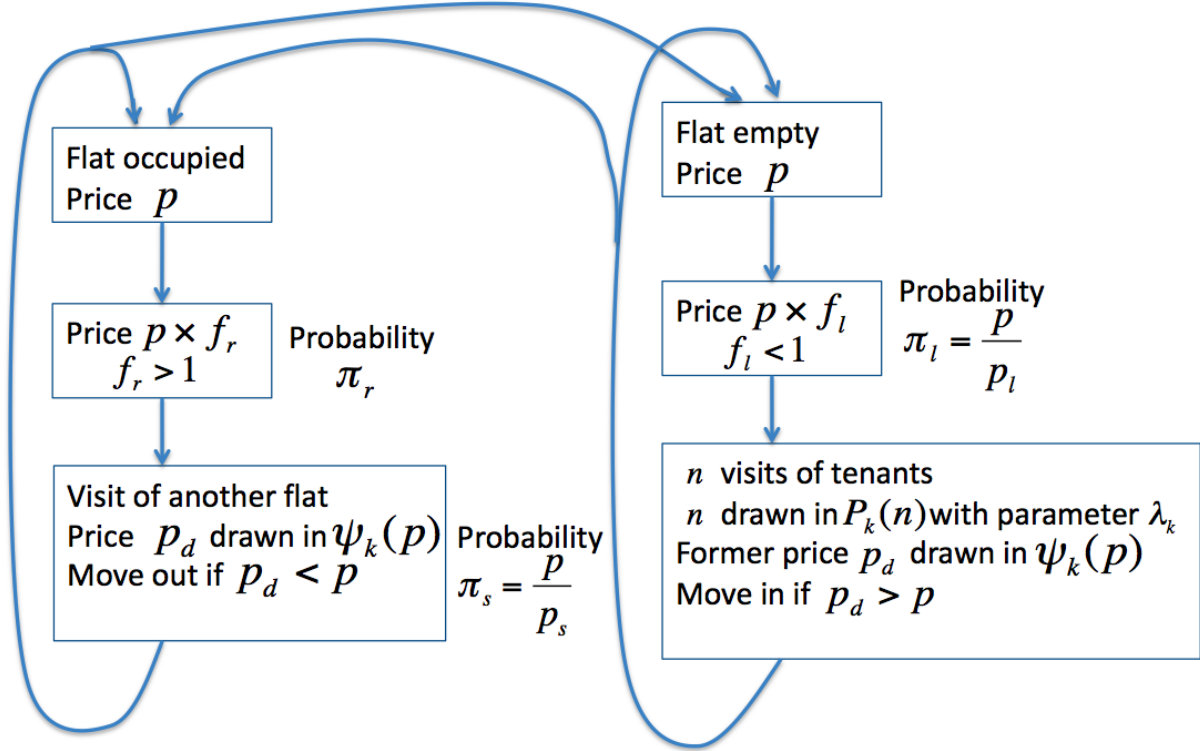 Flat occupied
Price p
Price p × f_r
f_r > 1
Probability
π_r
Visit of another flat
Price p_d drawn in ψ_k(p)
Move out if p_d < p
Probability
π_s = p / p_s
Flat empty
Price p
Price p × f_l
f_l < 1
Probability
π_l = p / p_l
n visits of tenants
n drawn in P_k(n) with parameter λ_k
Former price p_d drawn in ψ_k(p)
Move in if p_d > p